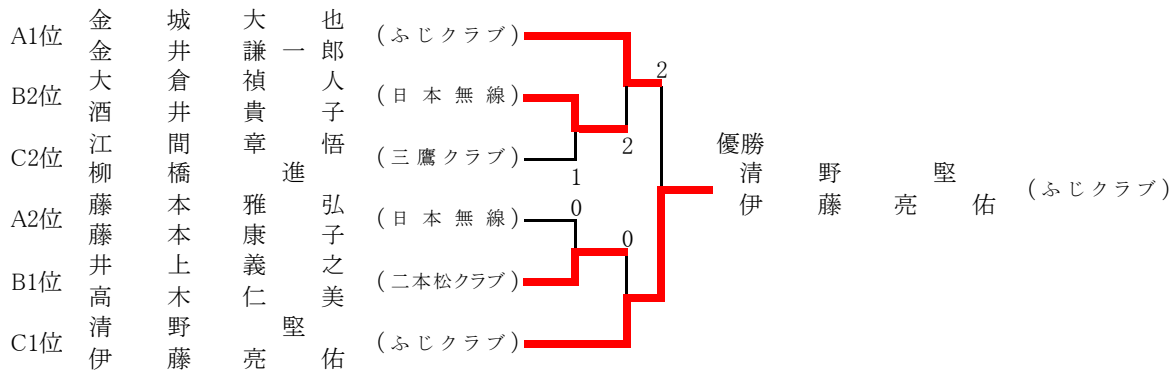 A1位 金城大也 (ふじクラブ)
金井謙一郎
B2位 大倉禎人 (日本無線)
酒井貴子
C2位 江間章悟 (三鷹クラブ)
柳橋進
A2位 藤本雅弘 (日本無線)
藤本康子
B1位 井上義之 (二本松クラブ)
高木仁美
C1位 清野堅 (ふじクラブ)
伊藤亮佑
2
2
1
0
0
優勝
清野堅
伊藤亮佑 (ふじクラブ)